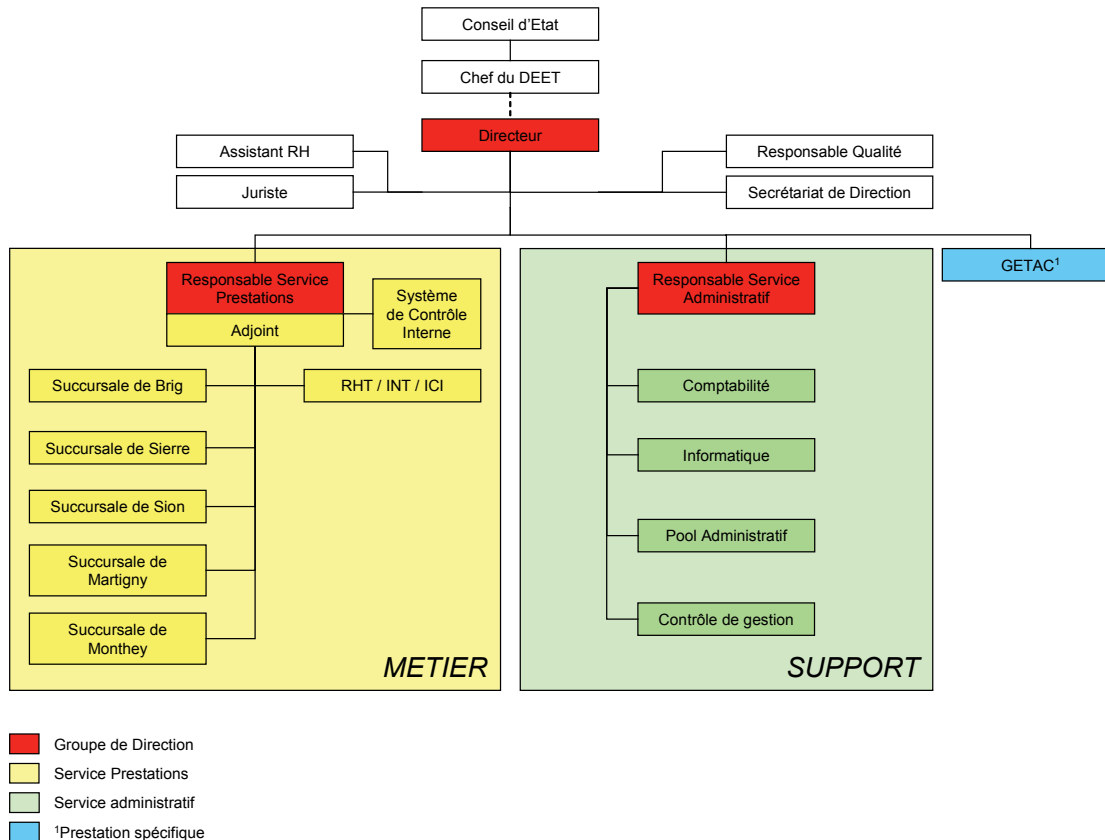 Conseil d'Etat
Chef du DEET
Directeur
Assistant RH
Responsable Qualité
Juriste
Secrétariat de Direction
Responsable Service
Prestations
Adjoint
Système
de Contrôle
Interne
Responsable Service
Administratif
GETAC¹
Succursale de Brig
RHT / INT / ICI
Succursale de Sierre
Succursale de Sion
Succursale de
Martigny
Succursale de
Monthey
METIER
Comptabilité
Informatique
Pool Administratif
Contrôle de gestion
SUPPORT
Groupe de Direction
Service Prestations
Service administratif
¹Prestation spécifique